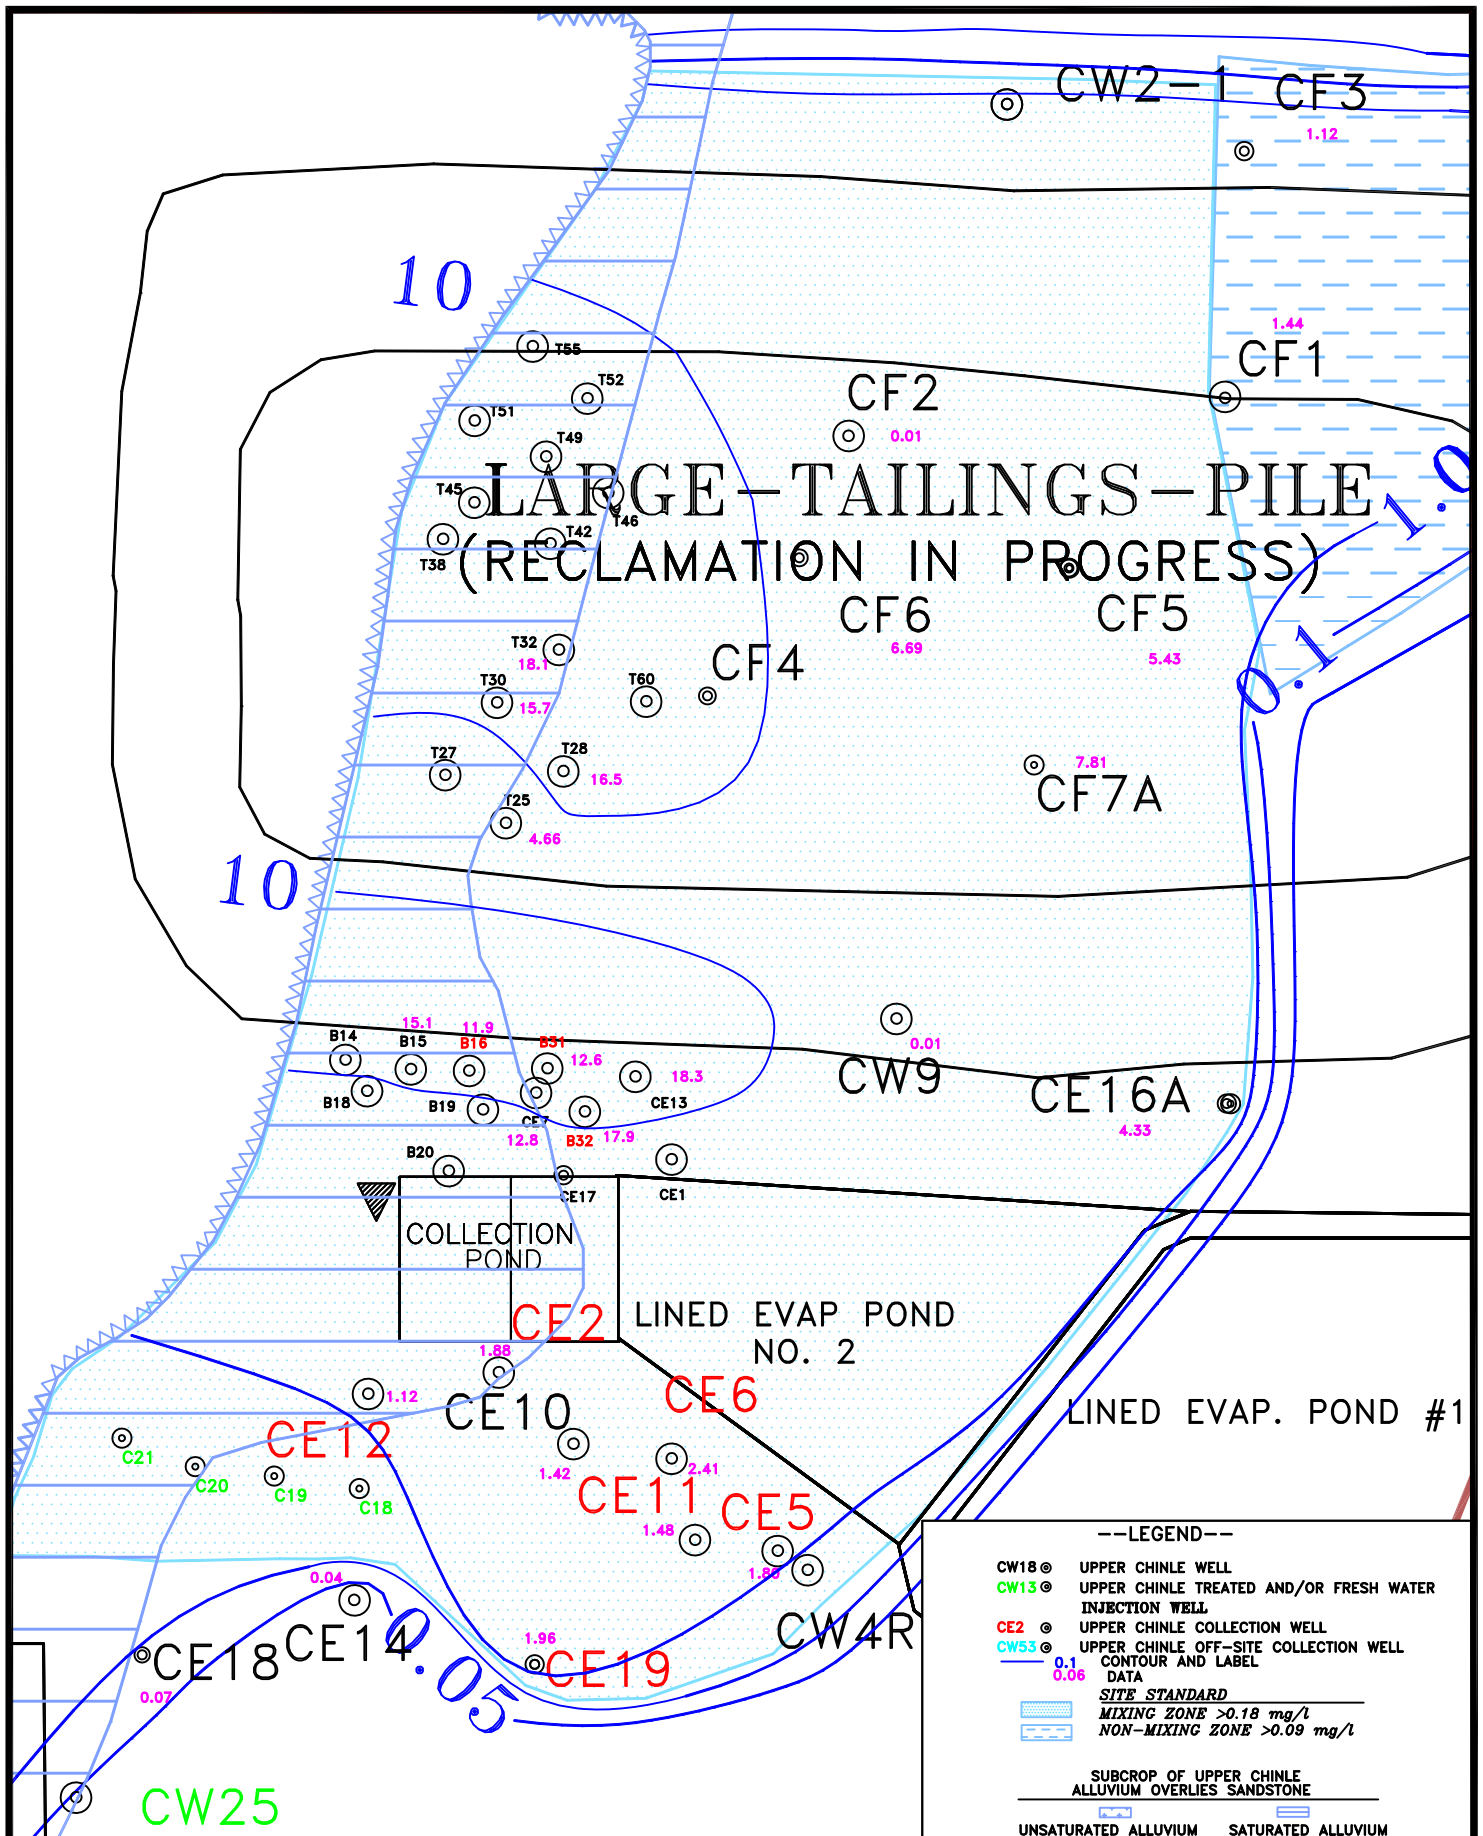 CW2-1
CF3
1.12
10
1.44
CF1
T55
T52
CF2
T51
0.01
T49
1.0
LARGE-TAILINGS-PILE
T45
T46
T42
T38
(RECLAMATION IN PROGRESS)
CF6
CF5
0.1
T32
18.1
6.69
5.43
CF4
T30
15.7
T60
T27
T28
16.5
7.81
CF7A
T25
4.66
10
15.1
11.9
B14
B15
B16
B31
12.6
0.01
18.3
CW9
B18
B19
CE13
CE16A
CE7
12.8
B32
17.9
4.33
B20
CE17
CE1
COLLECTION
POND
CE2
LINED EVAP POND
NO. 2
1.88
1.12
CE10
CE6
LINED EVAP. POND #1
CE12
C21
C20
C19
C18
1.42
2.41
CE11
CE5
1.48
0.04
CE14
CW4R
CE18
0.05
1.96
CE19
0.07
CW25
--LEGEND--
CW18 UPPER CHINLE WELL
CW13 UPPER CHINLE TREATED AND/OR FRESH WATER
INJECTION WELL
CE2 UPPER CHINLE COLLECTION WELL
CW53 UPPER CHINLE OFF-SITE COLLECTION WELL
0.1 CONTOUR AND LABEL
0.06 DATA
SITE STANDARD
MIXING ZONE >0.18 mg/l
NON-MIXING ZONE >0.09 mg/l
SUBCROP OF UPPER CHINLE
ALLUVIUM OVERLIES SANDSTONE
UNSATURATED ALLUVIUM SATURATED ALLUVIUM